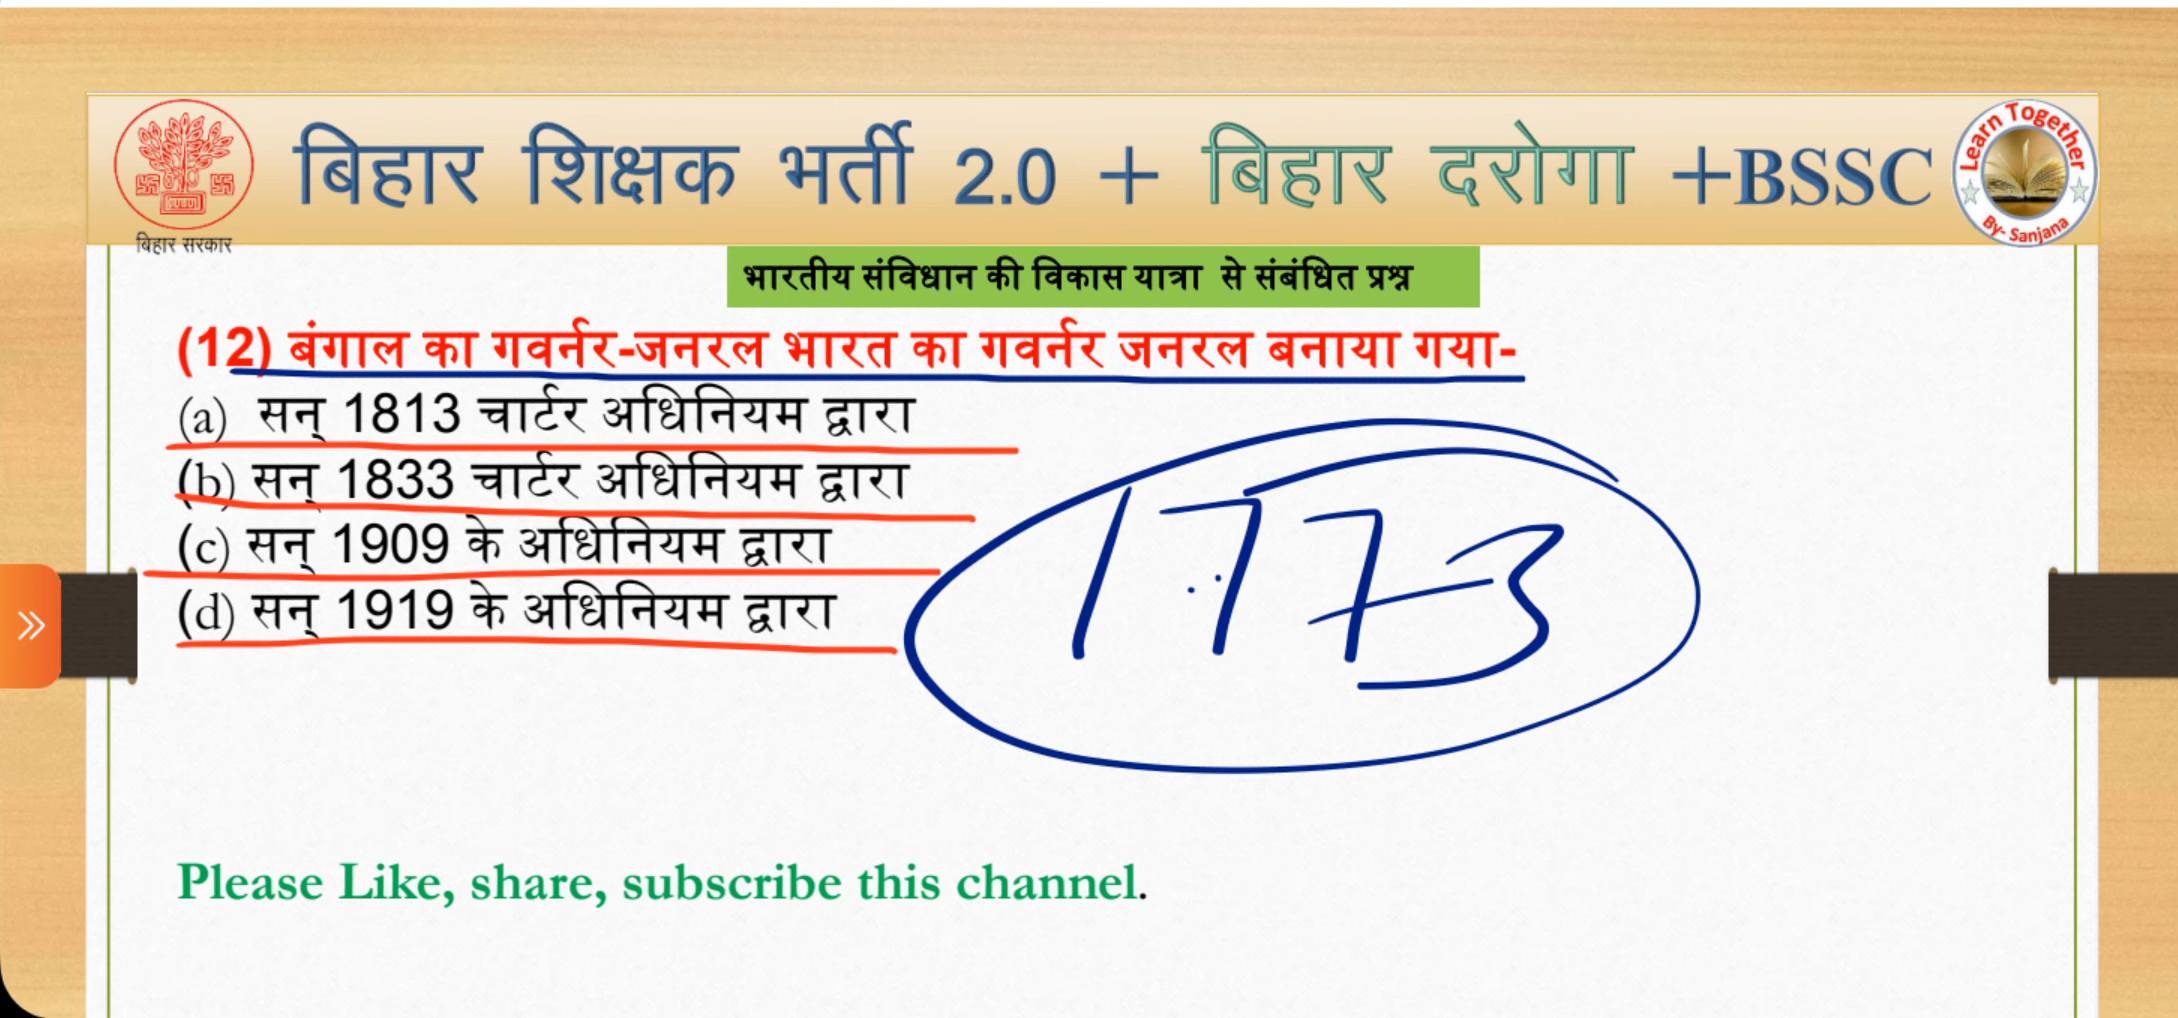 बिहार शिक्षक भर्ती 2.0 + बिहार दरोगा +BSSC
बिहार सरकार
Learn Together
By- Sanjana
भारतीय संविधान की विकास यात्रा से संबंधित प्रश्न
(12) बंगाल का गवर्नर-जनरल भारत का गवर्नर जनरल बनाया गया-
(a) सन् 1813 चार्टर अधिनियम द्वारा
(b) सन् 1833 चार्टर अधिनियम द्वारा
(c) सन् 1909 के अधिनियम द्वारा
(d) सन् 1919 के अधिनियम द्वारा
1773
Please Like, share, subscribe this channel.